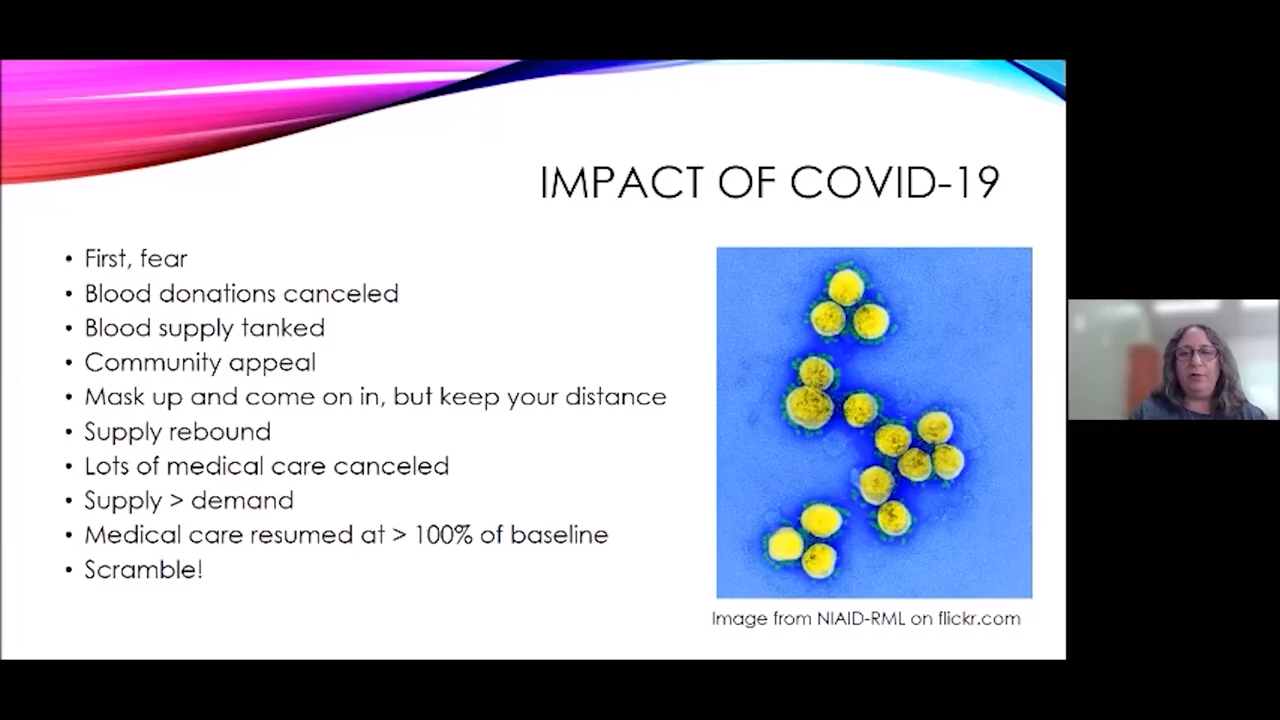 IMPACT OF COVID-19
• First, fear
• Blood donations canceled
• Blood supply tanked
• Community appeal
• Mask up and come on in, but keep your distance
• Supply rebound
• Lots of medical care canceled
• Supply > demand
• Medical care resumed at > 100% of baseline
• Scramble!
Image from NIAID-RML on flickr.com